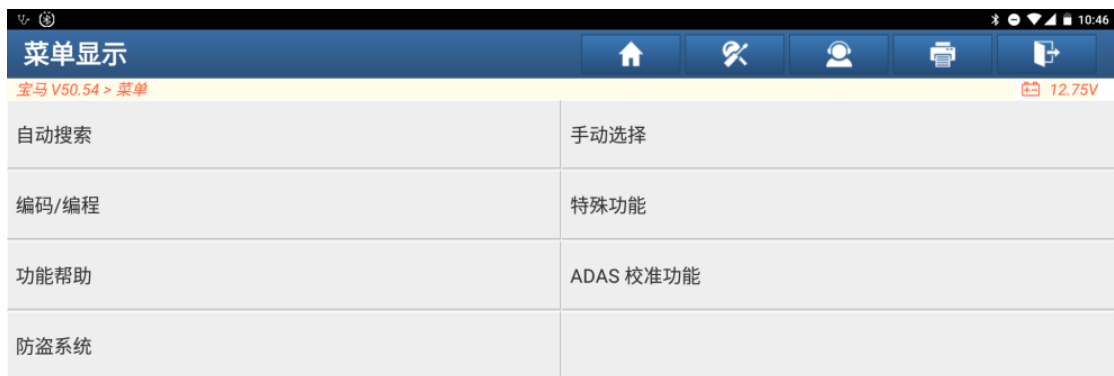 10:46
菜单显示
宝马 V50.54 > 菜单 12.75V
自动搜索 手动选择
编码/编程 特殊功能
功能帮助 ADAS 校准功能
防盗系统